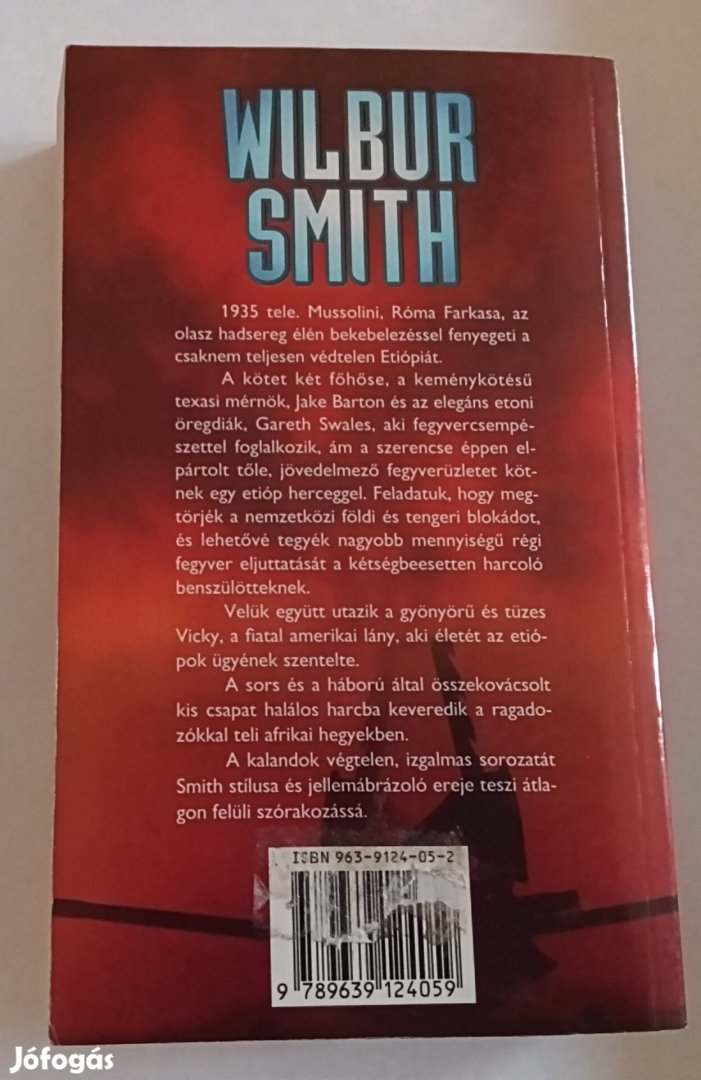 WILBUR
SMITH
1935 tele. Mussolini, Róma Farkasa, az
olasz hadsereg élén bekebelezéssel fenyegeti a
csaknem teljesen védtelen Etiópiát.
A kötet két főhőse, a keménykötésű
texasi mérnök, Jake Barton és az elegáns etoni
öregdiák, Gareth Swales, aki fegyvercsempé-
szettel foglalkozik, ám a szerencse éppen el-
pártolt tőle, jövedelmező fegyverüzletet köt-
nek egy etióp herceggel. Feladatuk, hogy meg-
törjék a nemzetközi földi és tengeri blokádot,
és lehetővé tegyék nagyobb mennyiségű régi
fegyver eljuttatását a kétségbeesetten harcoló
benszülötteknek.
Velük együtt utazik a gyönyörű és tüzes
Vicky, a fiatal amerikai lány, aki életét az etió-
pok ügyének szentelte.
A sors és a háború által összekovácsolt
kis csapat halálos harcba keveredik a ragado-
zókkal teli afrikai hegyekben.
A kalandok végtelen, izgalmas sorozatát
Smith stílusa és jellemábrázoló ereje teszi átla-
gon felüli szórakozássá.
ISBN 963-9124-05-2
9 789639 124059
Jófogás